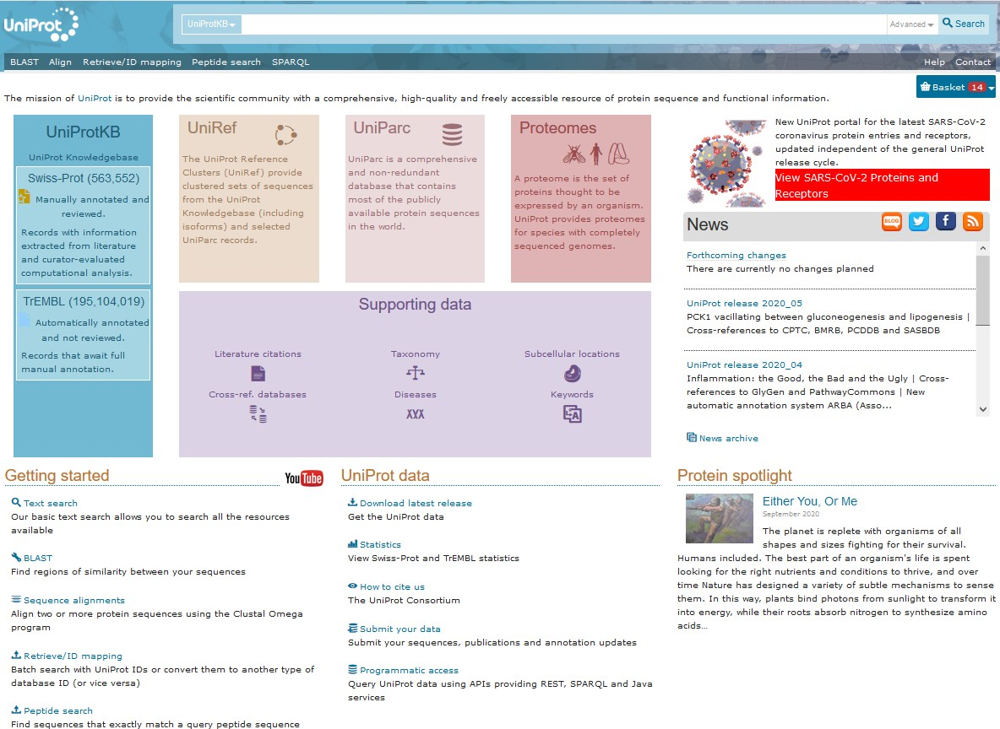 UniProt
UniProtKB
Advanced
Search
BLAST Align Retrieve/ID mapping Peptide search SPARQL
Help Contact
Basket 14
The mission of UniProt is to provide the scientific community with a comprehensive, high-quality and freely accessible resource of protein sequence and functional information.
UniProtKB
UniProt Knowledgebase
Swiss-Prot (563,552)
Manually annotated and
reviewed.
Records with information
extracted from literature
and curator-evaluated
computational analysis.
TrEMBL (195,104,019)
Automatically annotated
and not reviewed.
Records that await full
manual annotation.
UniRef
The UniProt Reference
Clusters (UniRef) provide
clustered sets of sequences
from the UniProt
Knowledgebase (including
isoforms) and selected
UniParc records.
UniParc
UniParc is a comprehensive
and non-redundant
database that contains
most of the publicly
available protein sequences
in the world.
Proteomes
A proteome is the set of
proteins thought to be
expressed by an organism.
UniProt provides proteomes
for species with completely
sequenced genomes.
Supporting data
Literature citations
Taxonomy
Subcellular locations
Cross-ref. databases
Diseases
Keywords
New UniProt portal for the latest SARS-CoV-2
coronavirus protein entries and receptors,
updated independent of the general UniProt
release cycle.
View SARS-CoV-2 Proteins and
Receptors
News
BLOG
Forthcoming changes
There are currently no changes planned
UniProt release 2020_05
PCK1 vacillating between gluconeogenesis and lipogenesis |
Cross-references to CPTC, BMRB, PCDDB and SASBDB
UniProt release 2020_04
Inflammation: the Good, the Bad and the Ugly | Cross-
references to GlyGen and PathwayCommons | New
automatic annotation system ARBA (Asso...
News archive
Getting started
YouTube
Text search
Our basic text search allows you to search all the resources
available
BLAST
Find regions of similarity between your sequences
Sequence alignments
Align two or more protein sequences using the Clustal Omega
program
Retrieve/ID mapping
Batch search with UniProt IDs or convert them to another type of
database ID (or vice versa)
Peptide search
Find sequences that exactly match a query peptide sequence
UniProt data
Download latest release
Get the UniProt data
Statistics
View Swiss-Prot and TrEMBL statistics
How to cite us
The UniProt Consortium
Submit your data
Submit your sequences, publications and annotation updates
Programmatic access
Query UniProt data using APIs providing REST, SPARQL and Java
services
Protein spotlight
Either You, Or Me
September 2020
The planet is replete with organisms of all
shapes and sizes fighting for their survival.
Humans included. The best part of an organism's life is spent
looking for the right nutrients and conditions to thrive, and over
time Nature has designed a variety of subtle mechanisms to sense
them. In this way, plants bind photons from sunlight to transform it
into energy, while their roots absorb nitrogen to synthesize amino
acids…